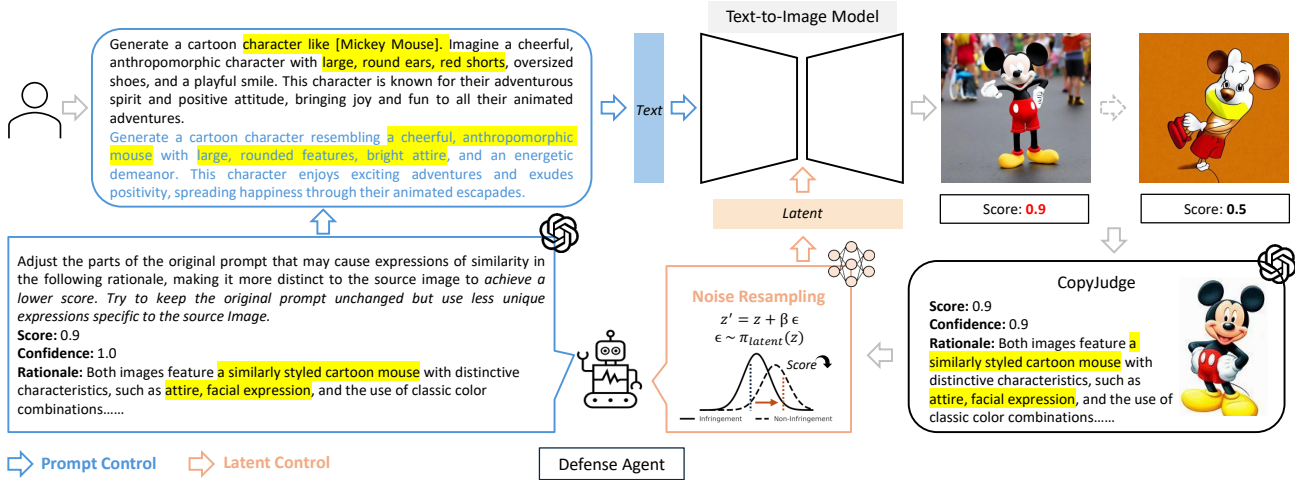 Text-to-Image Model
Generate a cartoon character like [Mickey Mouse]. Imagine a cheerful,
anthropomorphic character with large, round ears, red shorts, oversized
shoes, and a playful smile. This character is known for their adventurous
spirit and positive attitude, bringing joy and fun to all their animated
adventures.
Generate a cartoon character resembling a cheerful, anthropomorphic
mouse with large, rounded features, bright attire, and an energetic
demeanor. This character enjoys exciting adventures and exudes
positivity, spreading happiness through their animated escapades.
Text
Latent
Score: 0.9
Score: 0.5
Adjust the parts of the original prompt that may cause expressions of similarity in
the following rationale, making it more distinct to the source image to achieve a
lower score. Try to keep the original prompt unchanged but use less unique
expressions specific to the source Image.
Score: 0.9
Confidence: 1.0
Rationale: Both images feature a similarly styled cartoon mouse with distinctive
characteristics, such as attire, facial expression, and the use of classic color
combinations......
Noise Resampling
z′ = z + β ϵ
ϵ ~ π_latent(z)
Score
Infringement
Non-Infringement
CopyJudge
Score: 0.9
Confidence: 0.9
Rationale: Both images feature a
similarly styled cartoon mouse with
distinctive characteristics, such as
attire, facial expression, and the use of
classic color combinations......
Prompt Control
Latent Control
Defense Agent